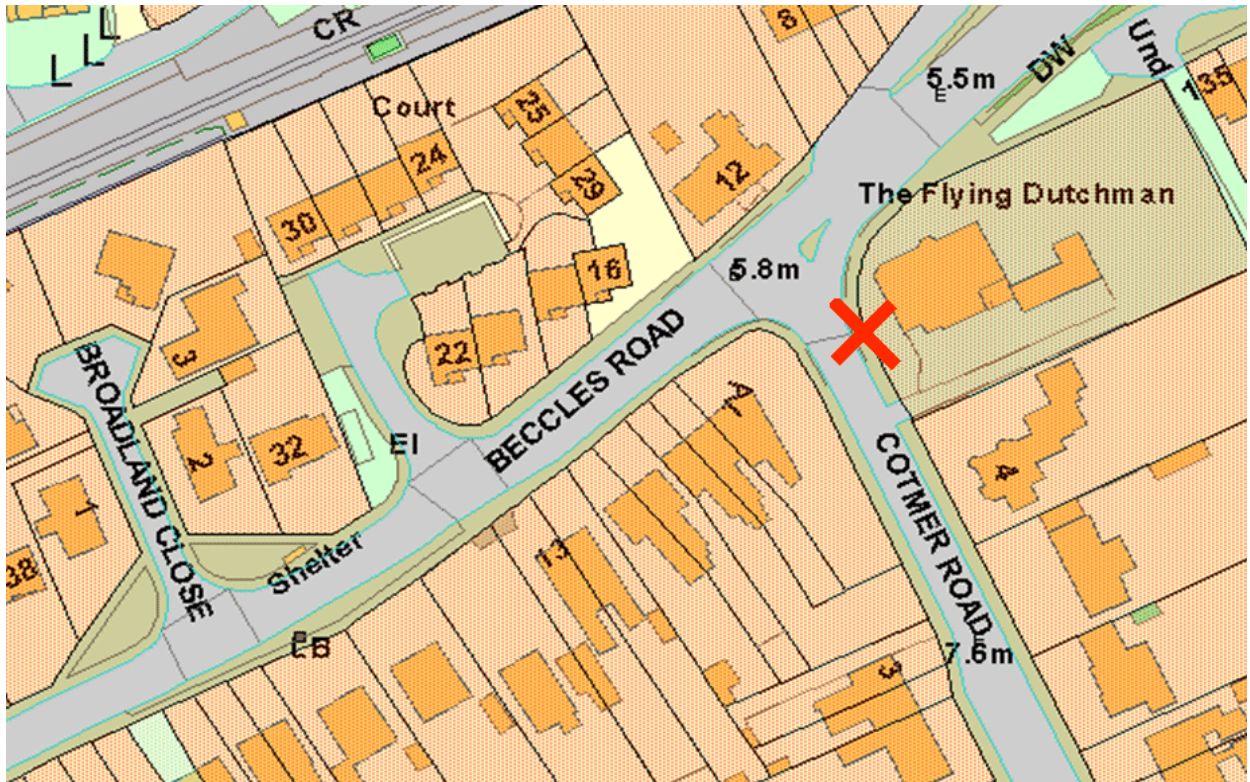 CR
8
Und
L
L
L
DW
5.5m
E
135
Court
25
24
29
12
The Flying Dutchman
30
16
5.8m
22
3
BROADLAND CLOSE
BECCLES ROAD
2
32
El
COTMER ROAD
4
1
13
38
Shelter
LB
7.6m
3